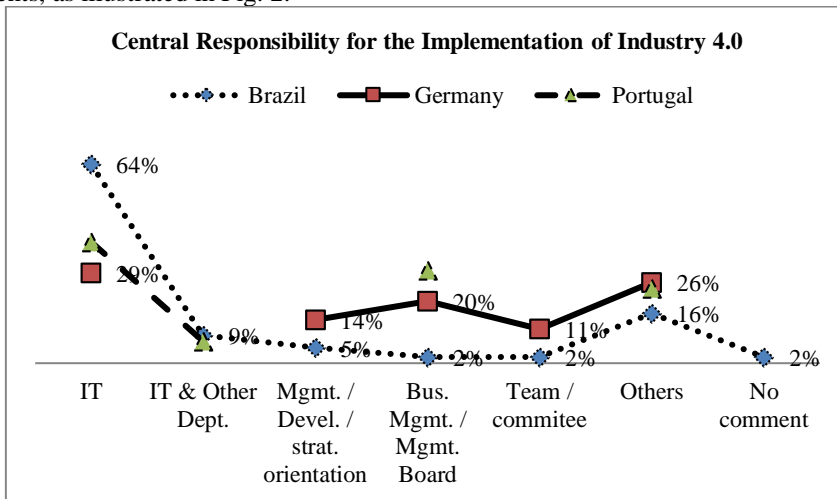 nts, as illustrated in Fig. 2.
Central Responsibility for the Implementation of Industry 4.0
Brazil Germany Portugal
64%
29%
9%
14%
5%
20%
2%
11%
2%
26%
16%
2%
IT
IT & Other
Dept.
Mgmt. /
Devel. /
strat.
orientation
Bus.
Mgmt. /
Mgmt.
Board
Team /
commitee
Others
No
comment